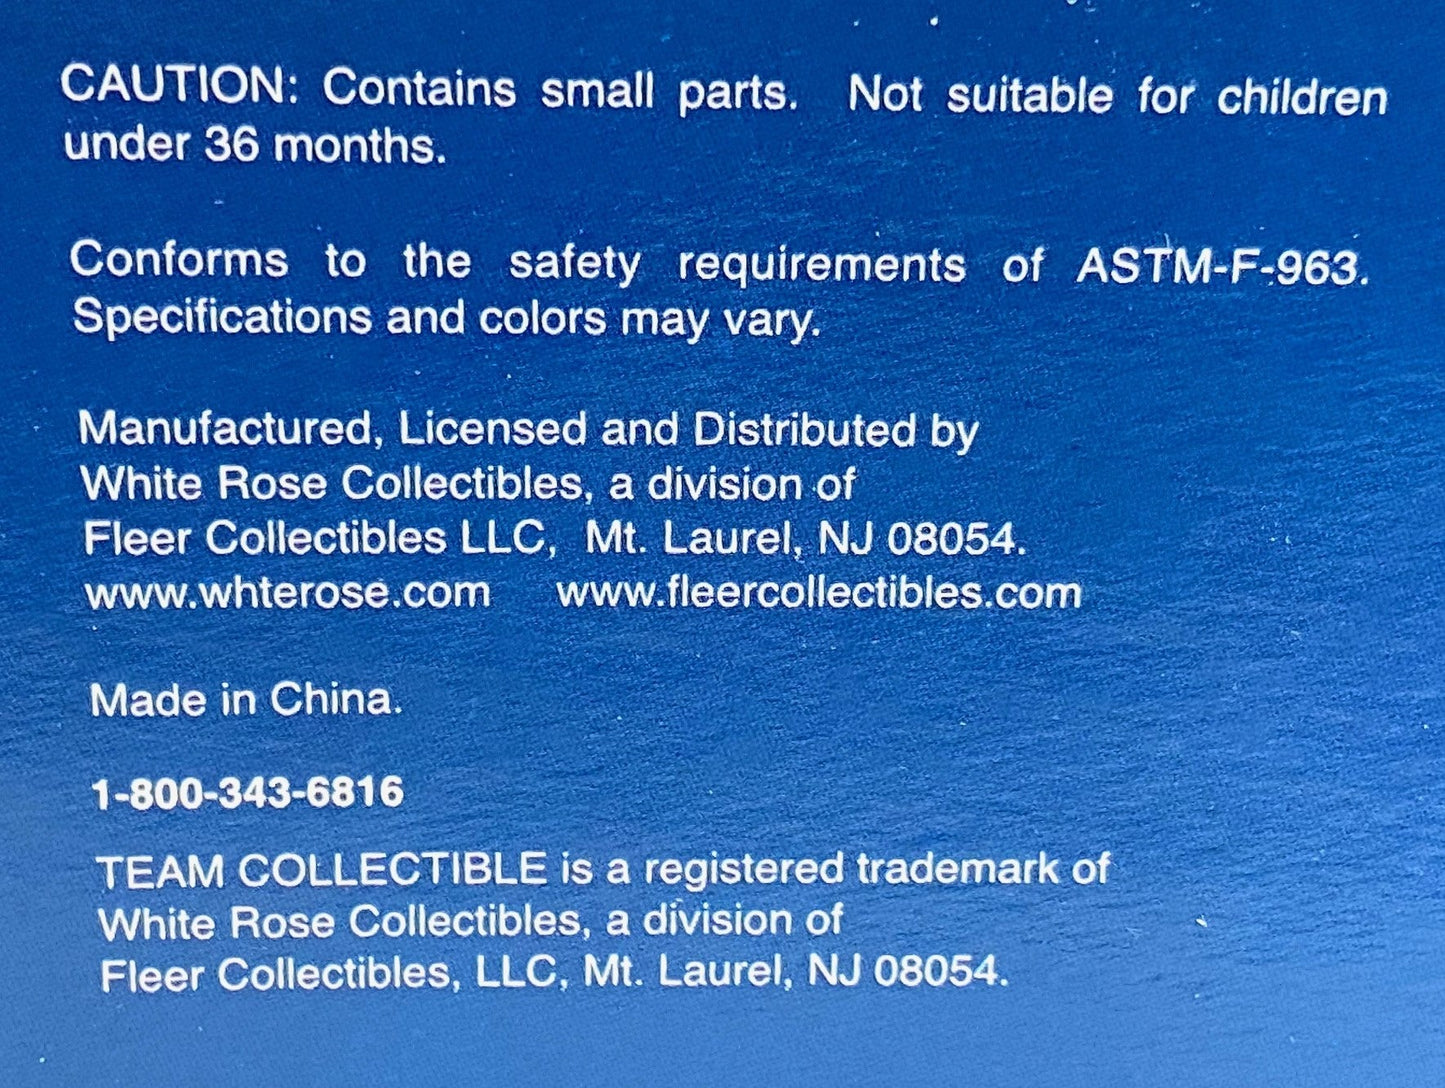 CAUTION: Contains small parts. Not suitable for children
under 36 months.
Conforms to the safety requirements of ASTM-F-963.
Specifications and colors may vary.
Manufactured, Licensed and Distributed by
White Rose Collectibles, a division of
Fleer Collectibles LLC, Mt. Laurel, NJ 08054.
www.whterose.com www.fleercollectibles.com
Made in China.
1-800-343-6816
TEAM COLLECTIBLE is a registered trademark of
White Rose Collectibles, a division of
Fleer Collectibles, LLC, Mt. Laurel, NJ 08054.